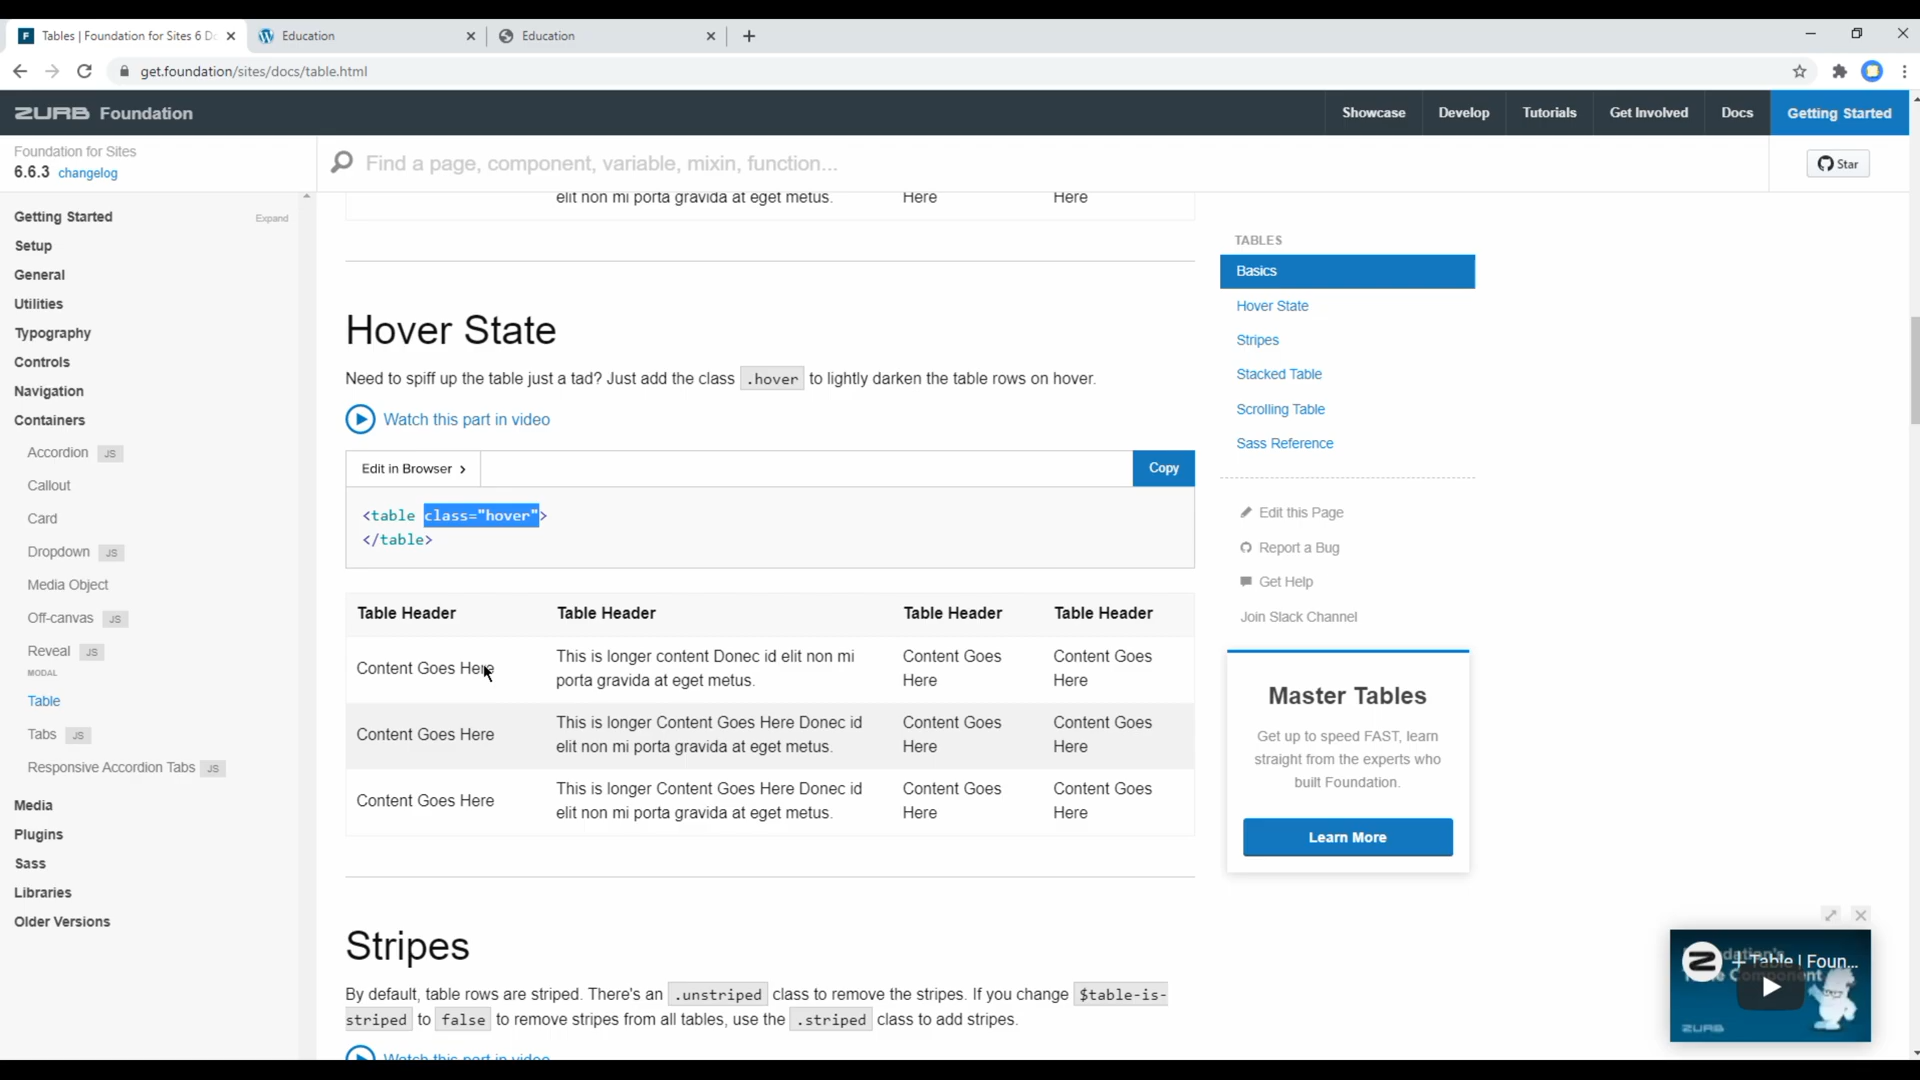 Tables | Foundation for Sites 6 Do
Education
Education
get.foundation/sites/docs/table.html
ZURB Foundation
Showcase
Develop
Tutorials
Get Involved
Docs
Getting Started
Foundation for Sites
6.6.3 changelog
Find a page, component, variable, mixin, function...
Star
Getting Started
Expand
Setup
General
Utilities
Typography
Controls
Navigation
Containers
Accordion JS
Callout
Card
Dropdown JS
Media Object
Off-canvas JS
Reveal JS
MODAL
Table
Tabs JS
Responsive Accordion Tabs JS
Media
Plugins
Sass
Libraries
Older Versions
elit non mi porta gravida at eget metus.
Here
Here
Hover State
Need to spiff up the table just a tad? Just add the class .hover to lightly darken the table rows on hover.
Watch this part in video
Edit in Browser
Copy
<table class="hover">
</table>
Table Header Table Header Table Header Table Header
Content Goes Here
This is longer content Donec id elit non mi
porta gravida at eget metus.
Content Goes
Here
Content Goes
Here
Content Goes Here
This is longer Content Goes Here Donec id
elit non mi porta gravida at eget metus.
Content Goes
Here
Content Goes
Here
Content Goes Here
This is longer Content Goes Here Donec id
elit non mi porta gravida at eget metus.
Content Goes
Here
Content Goes
Here
Stripes
By default, table rows are striped. There's an .unstriped class to remove the stripes. If you change $table-is-
striped to false to remove stripes from all tables, use the .striped class to add stripes.
Watch this part in video
TABLES
Basics
Hover State
Stripes
Stacked Table
Scrolling Table
Sass Reference
Edit this Page
Report a Bug
Get Help
Join Slack Channel
Master Tables
Get up to speed FAST, learn
straight from the experts who
built Foundation.
Learn More
Table | Foun...
ZURB